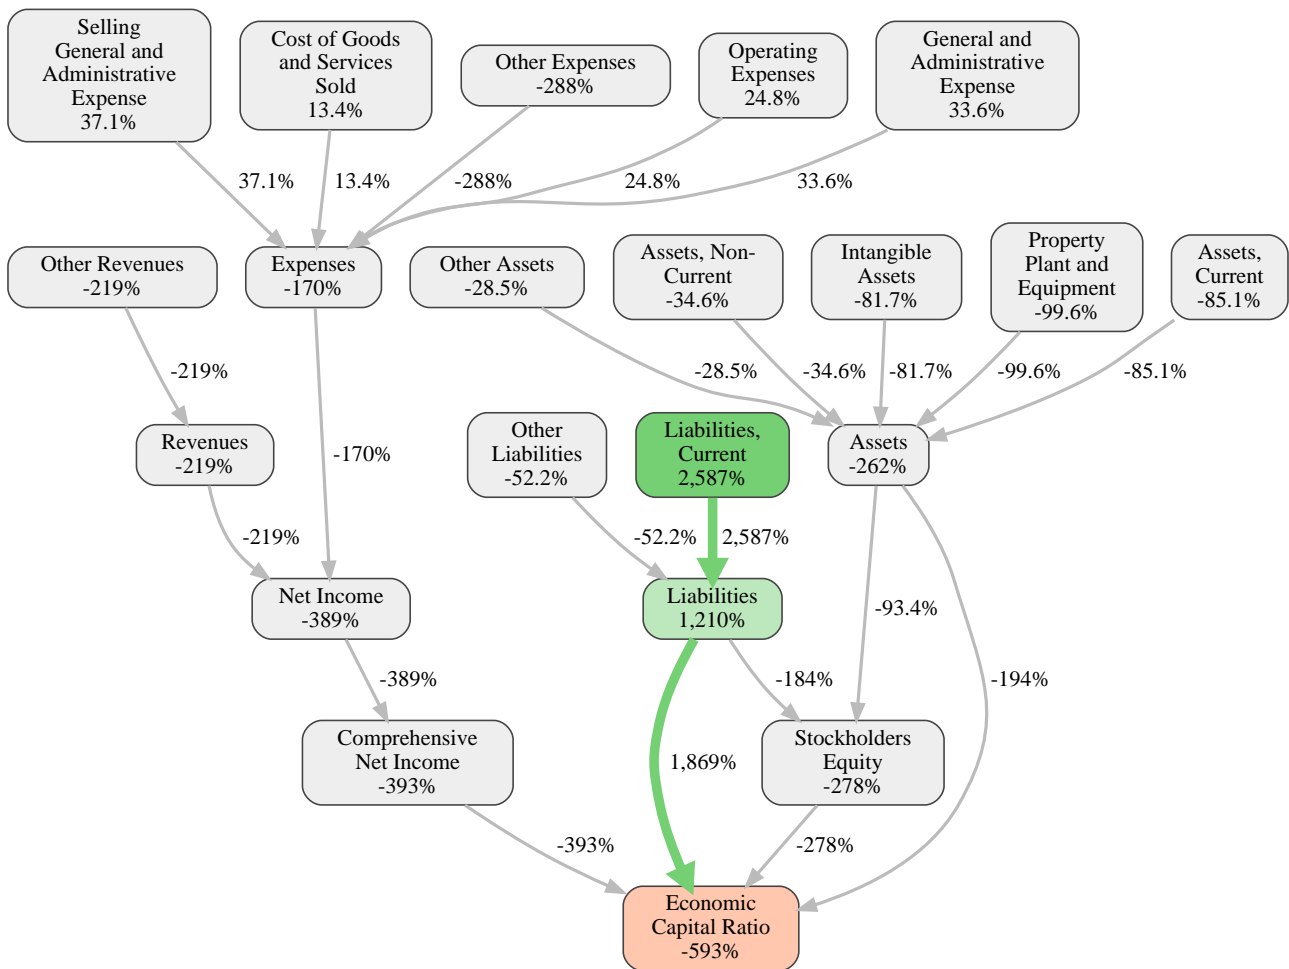 Selling
General and
Administrative
Expense
37.1%
Cost of Goods
and Services
Sold
13.4%
Other Expenses
-288%
Operating
Expenses
24.8%
General and
Administrative
Expense
33.6%
37.1%
13.4%
-288%
24.8%
33.6%
Other Revenues
-219%
Expenses
-170%
Other Assets
-28.5%
Assets, Non-
Current
-34.6%
Intangible
Assets
-81.7%
Property
Plant and
Equipment
-99.6%
Assets,
Current
-85.1%
-219%
-28.5%
-34.6%
-81.7%
-99.6%
-85.1%
Revenues
-219%
-170%
Other
Liabilities
-52.2%
Liabilities,
Current
2,587%
Assets
-262%
-219%
-52.2%
2,587%
Net Income
-389%
Liabilities
1,210%
-93.4%
-389%
-184%
-194%
Comprehensive
Net Income
-393%
1,869%
Stockholders
Equity
-278%
-393%
-278%
Economic
Capital Ratio
-593%